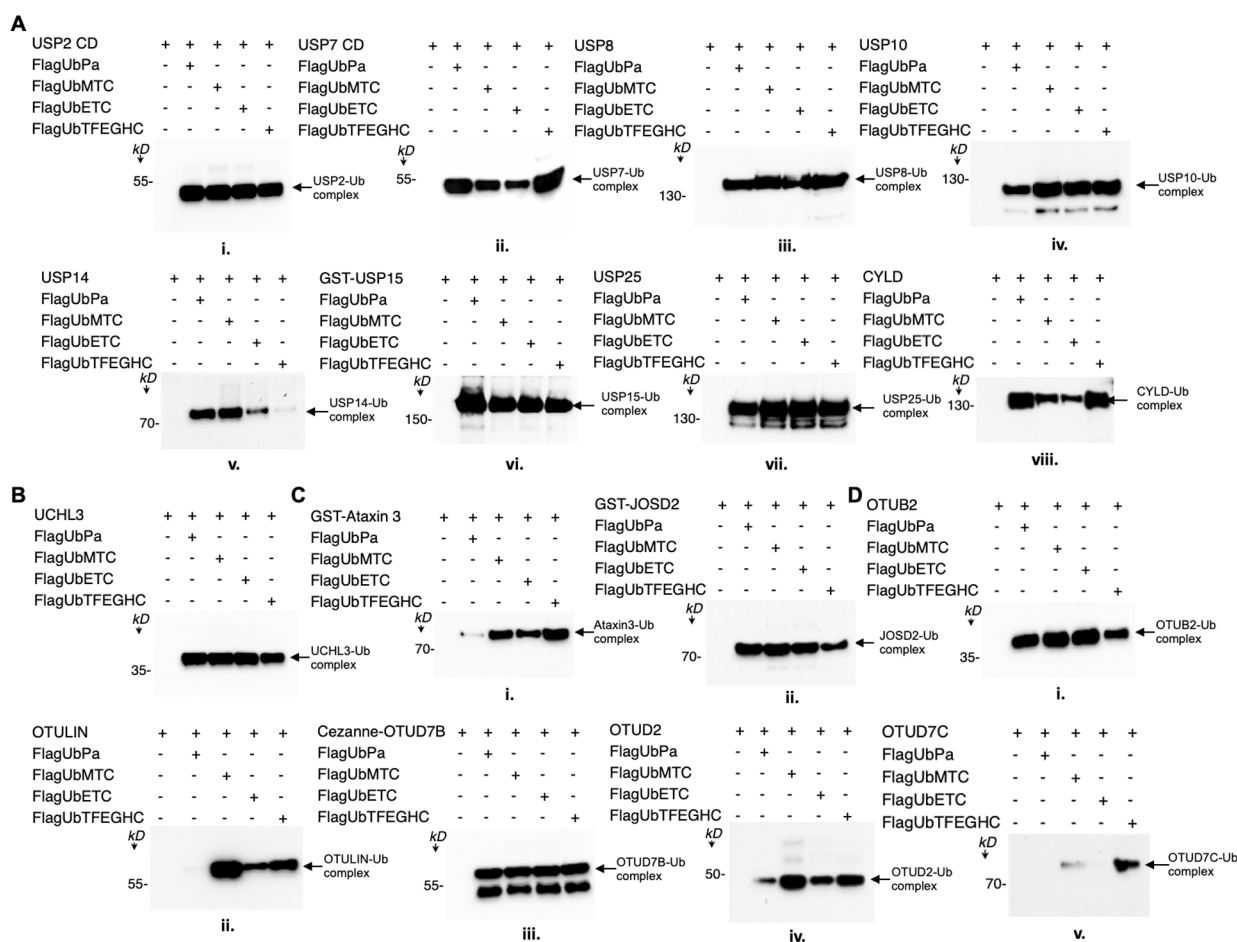 A
USP2 CD + + + + +
FlagUbPa - + - - -
FlagUbMTC - - + - -
FlagUbETC - - - + -
FlagUbTFEGHC - - - - +
kD
55-
USP2-Ub
complex
i.
USP7 CD + + + + +
FlagUbPa - + - - -
FlagUbMTC - - + - -
FlagUbETC - - - + -
FlagUbTFEGHC - - - - +
kD
55-
USP7-Ub
complex
ii.
USP8 + + + + +
FlagUbPa - + - - -
FlagUbMTC - - + - -
FlagUbETC - - - + -
FlagUbTFEGHC - - - - +
kD
130-
USP8-Ub
complex
iii.
USP10 + + + + +
FlagUbPa - + - - -
FlagUbMTC - - + - -
FlagUbETC - - - + -
FlagUbTFEGHC - - - - +
kD
130-
USP10-Ub
complex
iv.
USP14 + + + + +
FlagUbPa - + - - -
FlagUbMTC - - + - -
FlagUbETC - - - + -
FlagUbTFEGHC - - - - +
kD
70-
USP14-Ub
complex
v.
GST-USP15 + + + + +
FlagUbPa - + - - -
FlagUbMTC - - + - -
FlagUbETC - - - + -
FlagUbTFEGHC - - - - +
kD
150-
USP15-Ub
complex
vi.
USP25 + + + + +
FlagUbPa - + - - -
FlagUbMTC - - + - -
FlagUbETC - - - + -
FlagUbTFEGHC - - - - +
kD
130-
USP25-Ub
complex
vii.
CYLD + + + + +
FlagUbPa - + - - -
FlagUbMTC - - + - -
FlagUbETC - - - + -
FlagUbTFEGHC - - - - +
kD
130-
CYLD-Ub
complex
viii.
B
UCHL3 + + + + +
FlagUbPa - + - - -
FlagUbMTC - - + - -
FlagUbETC - - - + -
FlagUbTFEGHC - - - - +
kD
35-
UCHL3-Ub
complex
C
GST-Ataxin 3 + + + + +
FlagUbPa - + - - -
FlagUbMTC - - + - -
FlagUbETC - - - + -
FlagUbTFEGHC - - - - +
kD
70-
Ataxin3-Ub
complex
i.
GST-JOSD2 + + + + +
FlagUbPa - + - - -
FlagUbMTC - - + - -
FlagUbETC - - - + -
FlagUbTFEGHC - - - - +
kD
70-
JOSD2-Ub
complex
ii.
D
OTUB2 + + + + +
FlagUbPa - + - - -
FlagUbMTC - - + - -
FlagUbETC - - - + -
FlagUbTFEGHC - - - - +
kD
35-
OTUB2-Ub
complex
i.
OTULIN + + + + +
FlagUbPa - + - - -
FlagUbMTC - - + - -
FlagUbETC - - - + -
FlagUbTFEGHC - - - - +
kD
55-
OTULIN-Ub
complex
ii.
Cezanne-OTUD7B + + + + +
FlagUbPa - + - - -
FlagUbMTC - - + - -
FlagUbETC - - - + -
FlagUbTFEGHC - - - - +
kD
55-
OTUD7B-Ub
complex
iii.
OTUD2 + + + + +
FlagUbPa - + - - -
FlagUbMTC - - + - -
FlagUbETC - - - + -
FlagUbTFEGHC - - - - +
kD
50-
OTUD2-Ub
complex
iv.
OTUD7C + + + + +
FlagUbPa - + - - -
FlagUbMTC - - + - -
FlagUbETC - - - + -
FlagUbTFEGHC - - - - +
kD
70-
OTUD7C-Ub
complex
v.